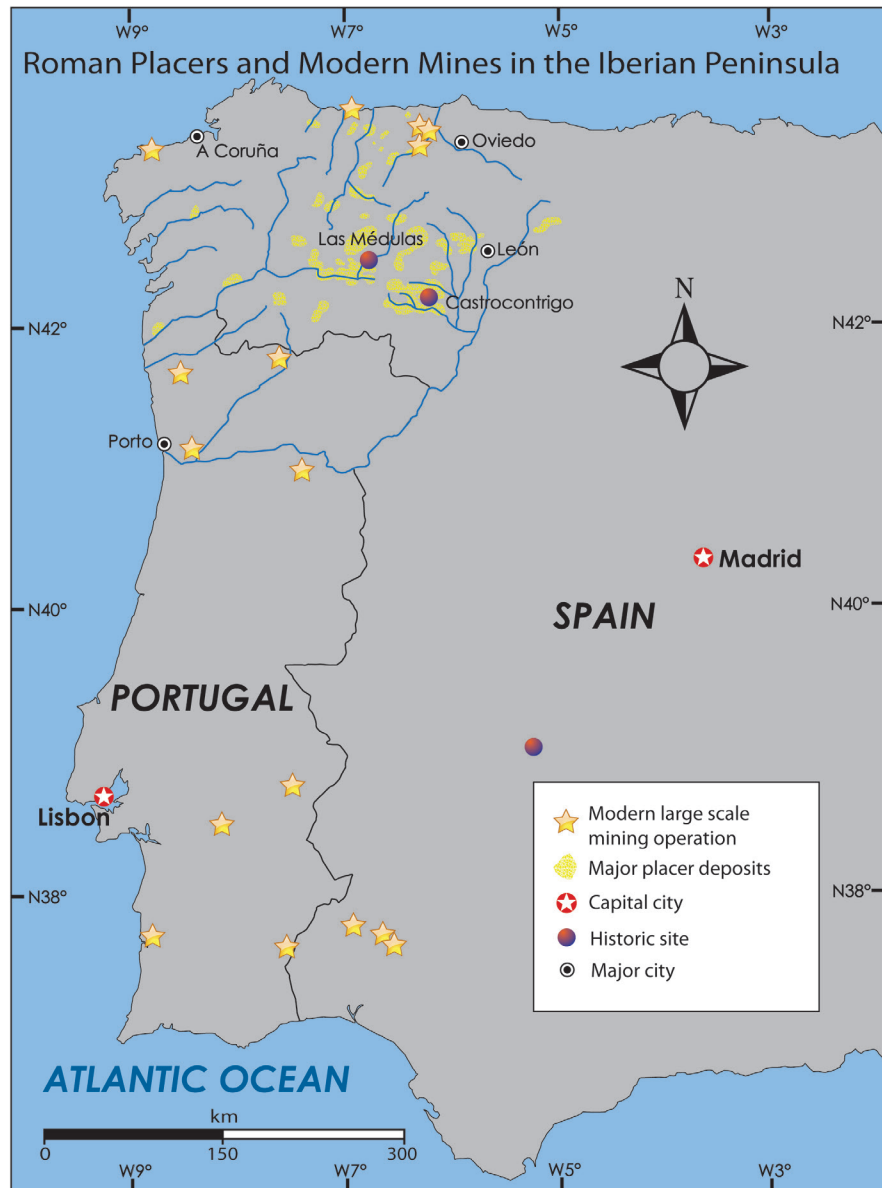 W9° W7° W5° W3°
Roman Placers and Modern Mines in the Iberian Peninsula
A Coruña
Oviedo
Las Médulas
León
Castrocontrigo
N
N42° N42°
Porto
Madrid
N40° N40°
SPAIN
PORTUGAL
Lisbon
Modern large scale
mining operation
Major placer deposits
Capital city
Historic site
Major city
N38° N38°
ATLANTIC OCEAN
km
0 150 300
W9° W7° W5° W3°